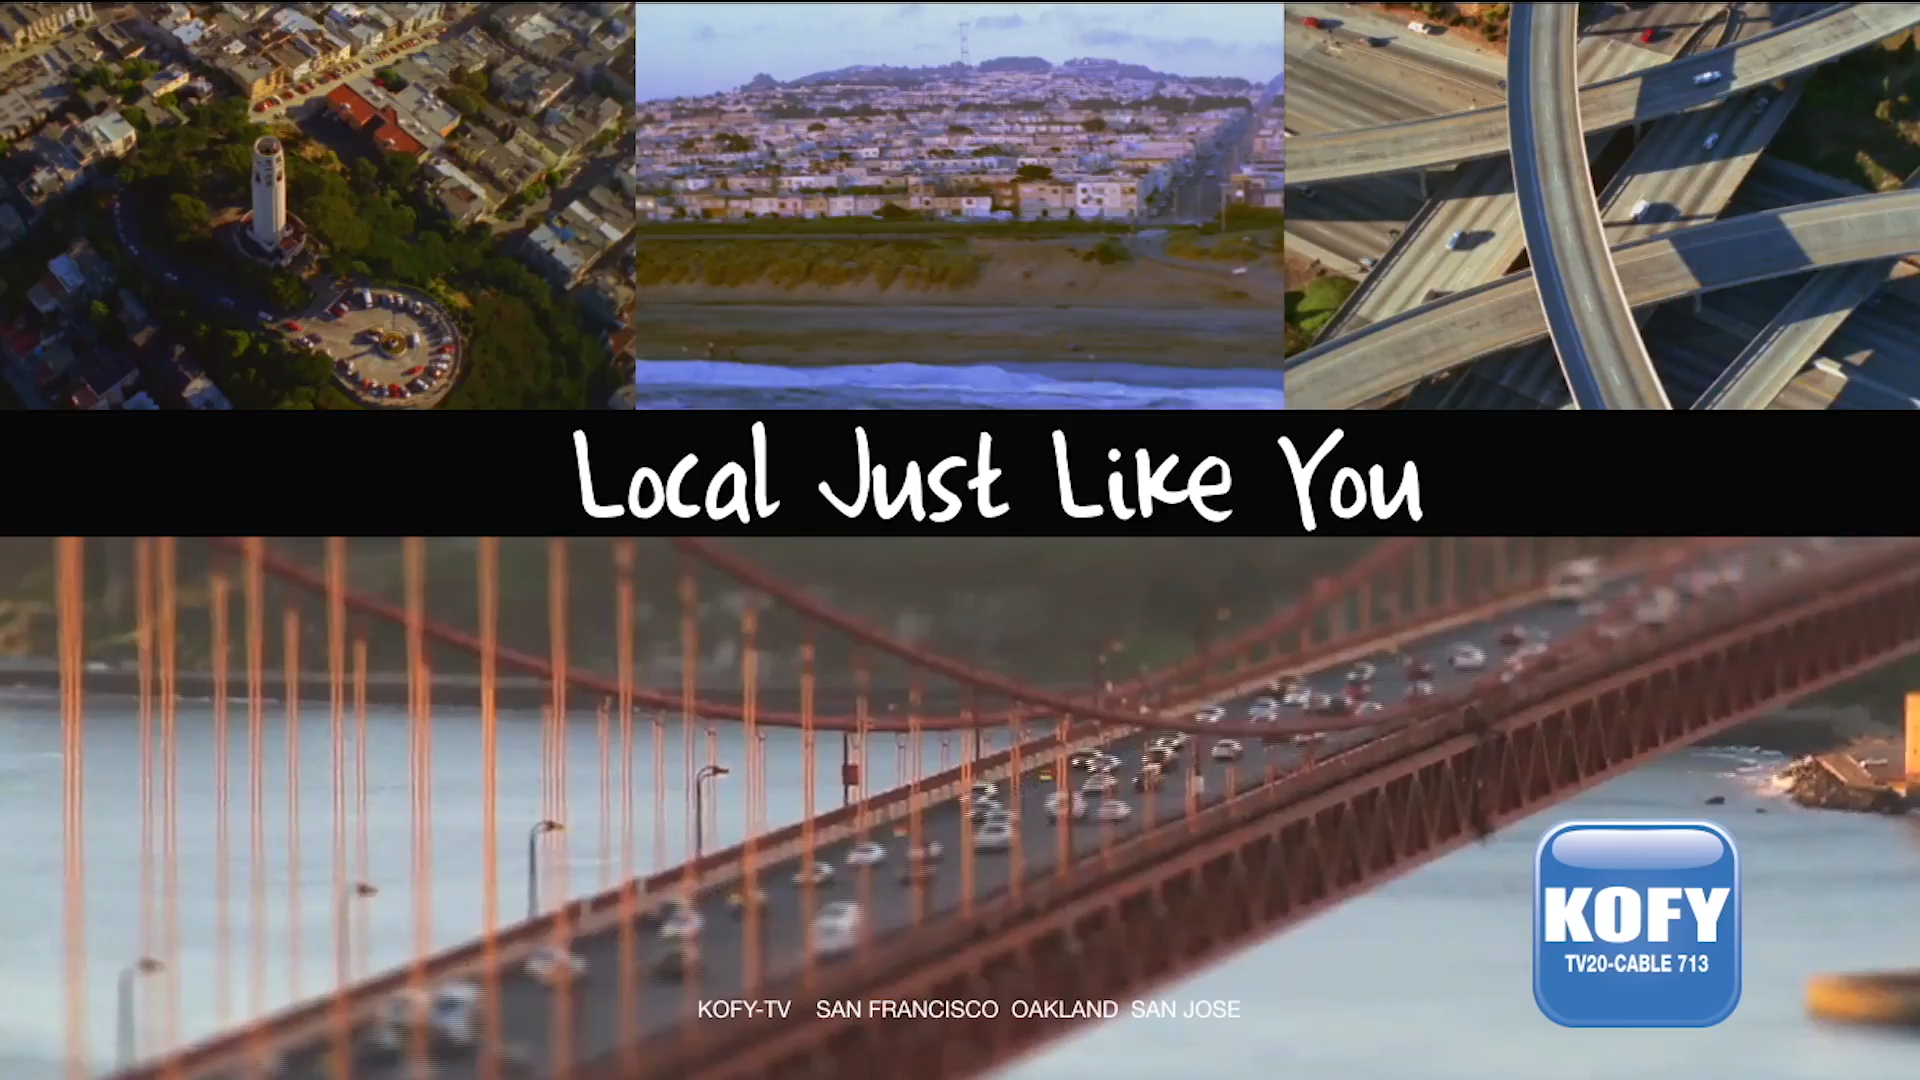 Local Just Like You
KOFY
TV20-CABLE 713
KOFY-TV SAN FRANCISCO OAKLAND SAN JOSE